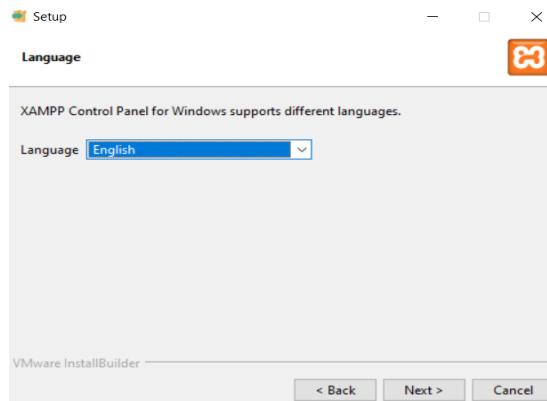 Setup
Language
XAMPP Control Panel for Windows supports different languages.
Language English
VMware InstallBuilder
< Back Next > Cancel